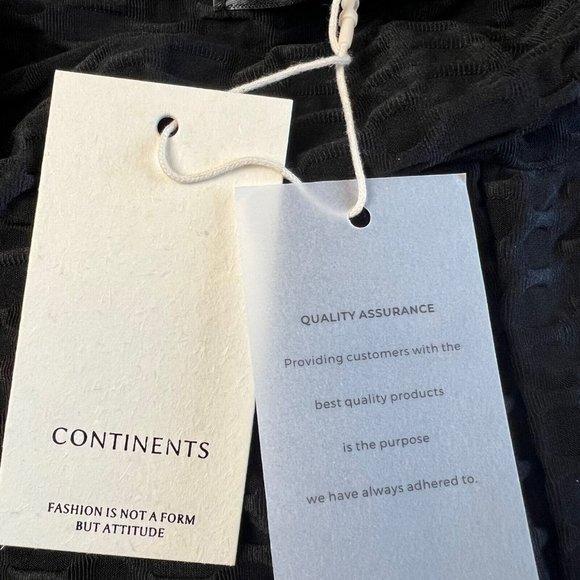 CONTINENTS
FASHION IS NOT A FORM
BUT ATTITUDE
QUALITY ASSURANCE
Providing customers with the
best quality products
is the purpose
we have always adhered to.